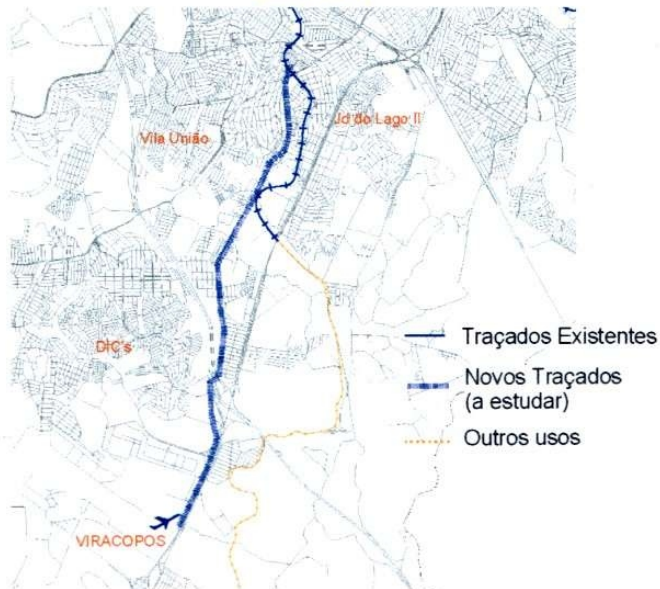 Vila União
Jd do Lago II
DIC's
VIRACOPOS
Traçados Existentes
Novos Traçados
(a estudar)
Outros usos